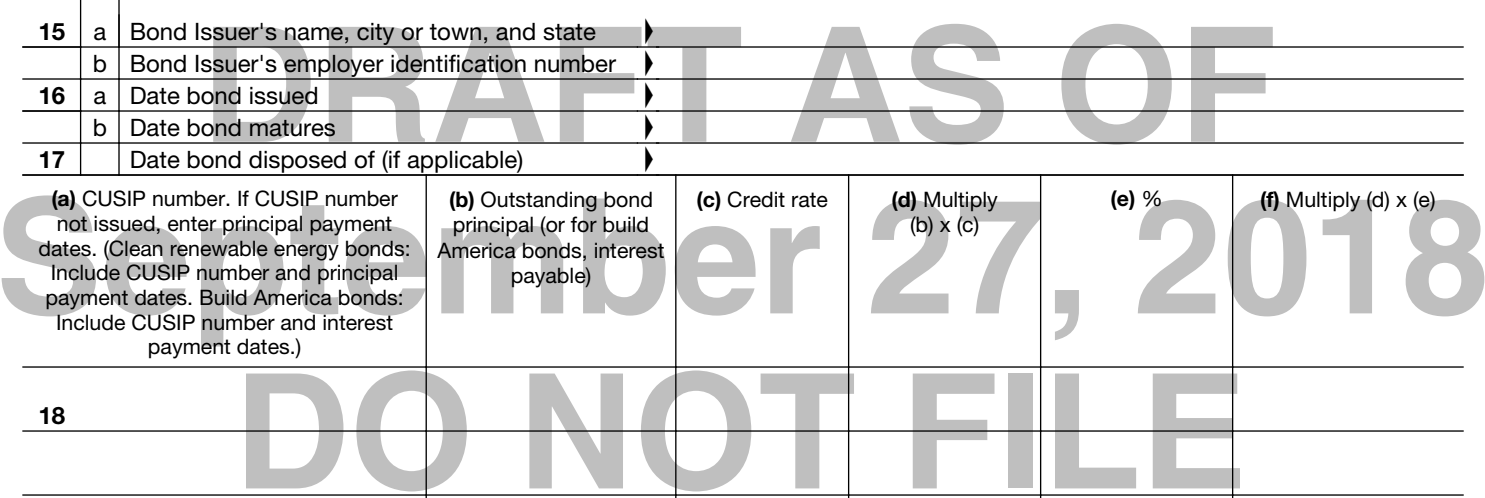 15 a Bond Issuer's name, city or town, and state
b Bond Issuer's employer identification number
16 a Date bond issued
b Date bond matures
17 Date bond disposed of (if applicable)
(a) CUSIP number. If CUSIP number
not issued, enter principal payment
dates. (Clean renewable energy bonds:
Include CUSIP number and principal
payment dates. Build America bonds:
Include CUSIP number and interest
payment dates.)
(b) Outstanding bond
principal (or for build
America bonds, interest
payable)
(c) Credit rate
(d) Multiply
(b) x (c)
(e) %
(f) Multiply (d) x (e)
18
DRAFT AS OF
September 27, 2018
DO NOT FILE